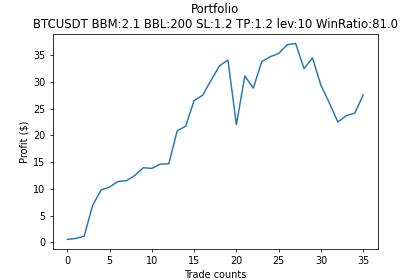 Portfolio
BTCUSDT BBM:2.1 BBL:200 SL:1.2 TP:1.2 lev:10 WinRatio:81.0
35
30
25
20
15
10
5
0
Profit ($)
0 5 10 15 20 25 30 35
Trade counts